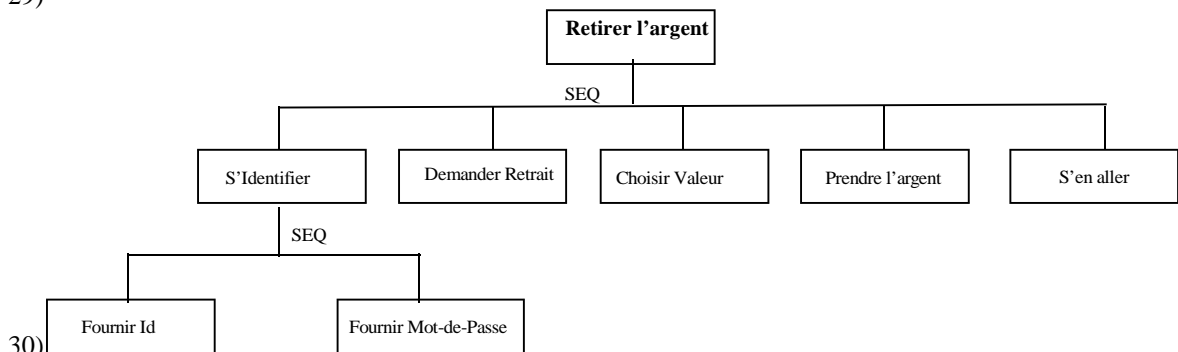 29)
Retirer l'argent
SEQ
S'Identifier
Demander Retrait
Choisir Valeur
Prendre l'argent
S'en aller
SEQ
Fournir Id
Fournir Mot-de-Passe
30)